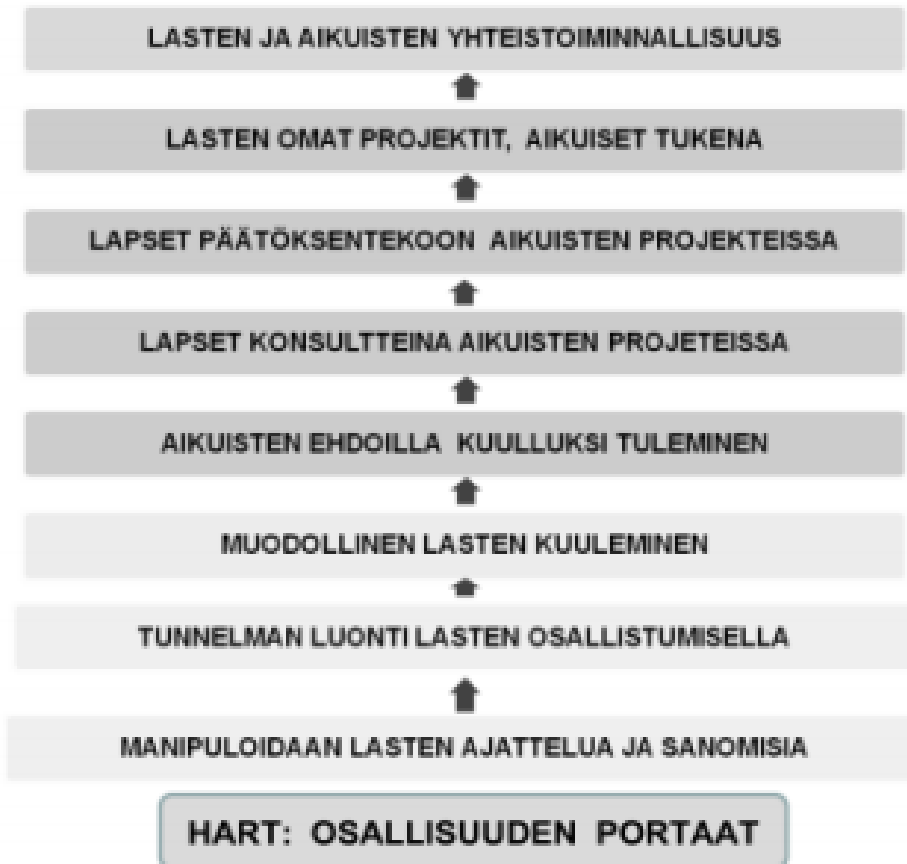 LASTEN JA AIKUISTEN YHTEISTOIMINNALLISUUS
LASTEN OMAT PROJEKTIT, AIKUISET TUKENA
LAPSET PÄÄTÖKSENTEKOON AIKUISTEN PROJEKTEISSA
LAPSET KONSULTTEINA AIKUISTEN PROJETEISSA
AIKUISTEN EHDOILLA KUULLUKSI TULEMINEN
MUODOLLINEN LASTEN KUULEMINEN
TUNNELMAN LUONTI LASTEN OSALLISTUMISELLA
MANIPULOIDAAN LASTEN AJATTELUA JA SANOMISIA
HART: OSALLISUUDEN PORTAAT